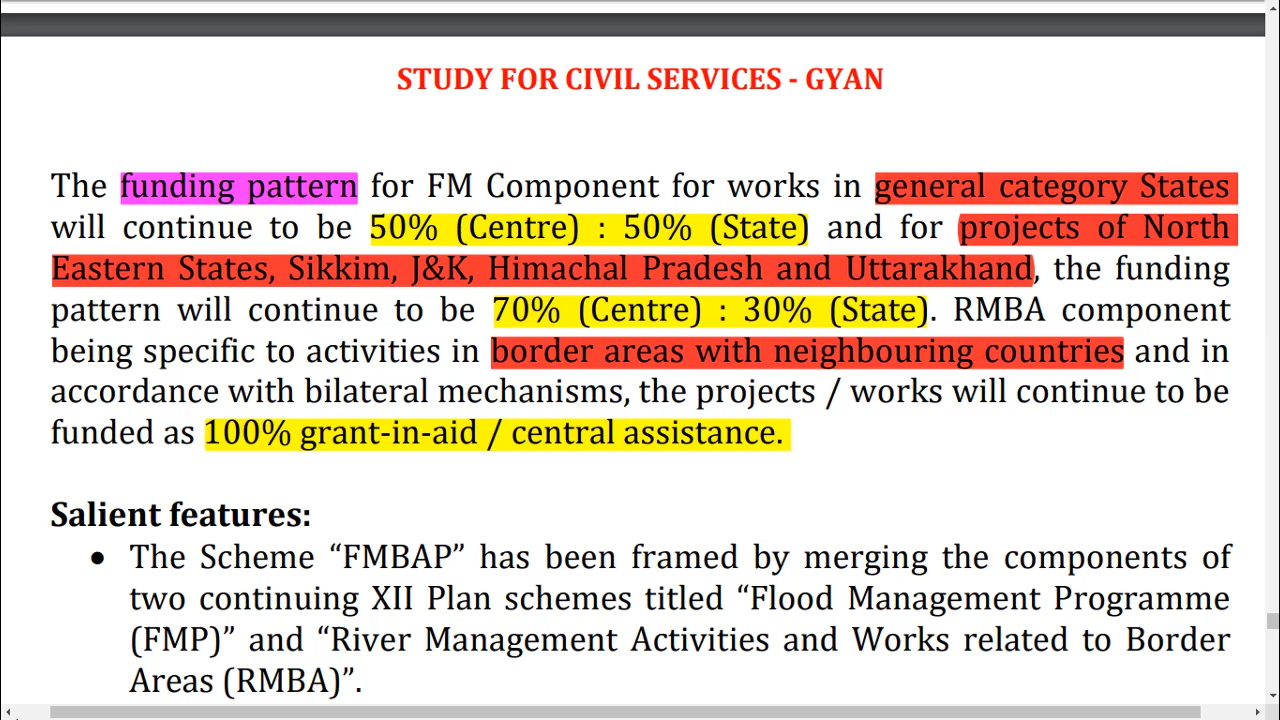 STUDY FOR CIVIL SERVICES - GYAN
The funding pattern for FM Component for works in general category States
will continue to be 50% (Centre) : 50% (State) and for projects of North
Eastern States, Sikkim, J&K, Himachal Pradesh and Uttarakhand, the funding
pattern will continue to be 70% (Centre) : 30% (State). RMBA component
being specific to activities in border areas with neighbouring countries and in
accordance with bilateral mechanisms, the projects / works will continue to be
funded as 100% grant-in-aid / central assistance.
Salient features:
• The Scheme “FMBAP” has been framed by merging the components of
two continuing XII Plan schemes titled “Flood Management Programme
(FMP)” and “River Management Activities and Works related to Border
Areas (RMBA)”.